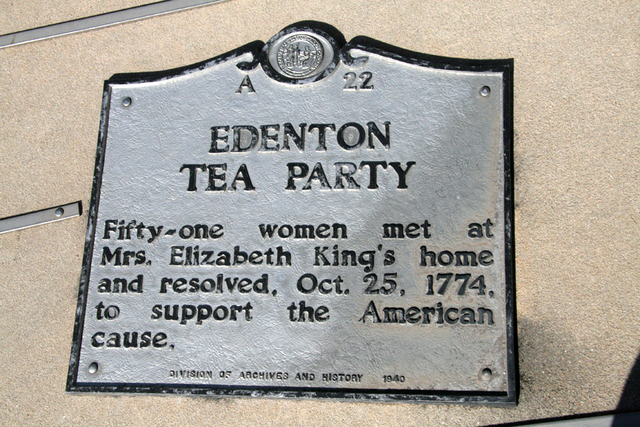 A 22
EDENTON
TEA PARTY
Fifty-one women met at
Mrs. Elizabeth King's home
and resolved, Oct. 25, 1774,
to support the American
cause.
DIVISION OF ARCHIVES AND HISTORY 1940